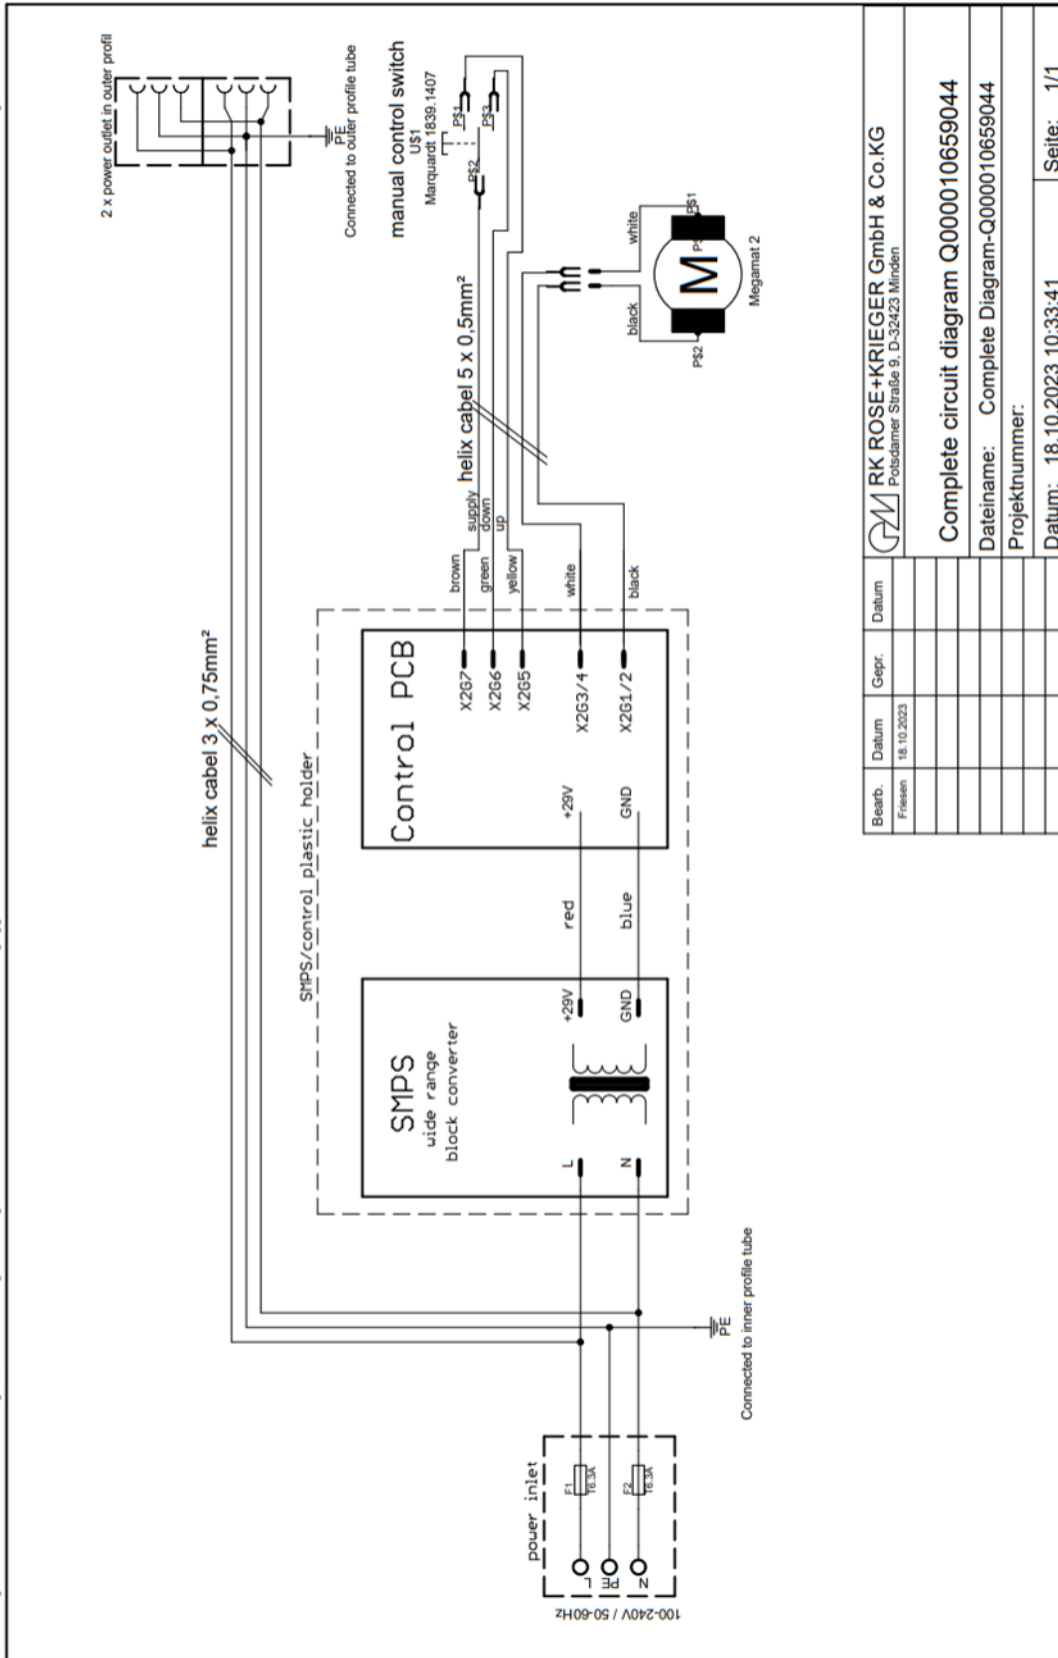 2 x power outlet in outer profil
PE
Connected to outer profile tube
manual control switch
U$1
Marquardt 1839.1407
P$1
P$3
P$2
helix cabel 3 x 0,75mm²
helix cabel 5 x 0,5mm²
SMPS/control plastic holder
SMPS
wide range
block converter
L
N
+29V
GND
red
blue
Control PCB
+29V
GND
X2G7
X2G6
X2G5
X2G3/4
X2G1/2
brown
green
yellow
white
black
supply
down
up
white
black
P$1
M
P$2
Megamat 2
power inlet
F1
T6.3A
F2
T6.3A
L
PE
N
100-240V / 50-60Hz
PE
Connected to inner profile tube
Bearb.
Datum
Gepr.
Datum
Friesen
18.10.2023
RK ROSE+KRIEGER GmbH & Co.KG
Potsdamer Straße 9, D-32423 Minden
Complete circuit diagram Q000010659044
Dateiname: Complete Diagram-Q000010659044
Projektnummer:
Datum: 18.10.2023 10:33:41
Seite: 1/1